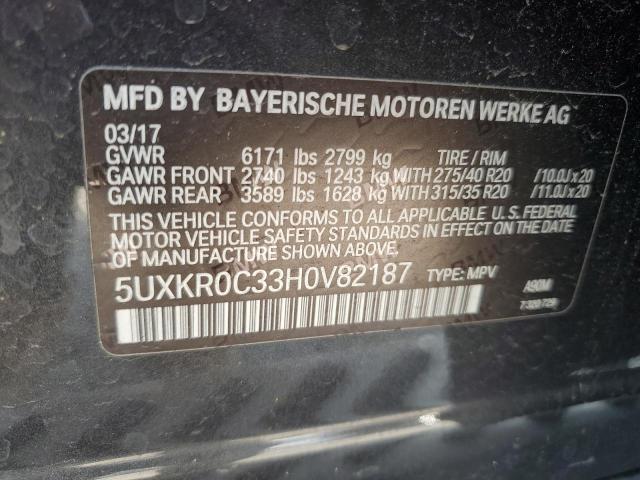 MFD BY BAYERISCHE MOTOREN WERKE AG
03/17
GVWR 6171 lbs 2799 kg TIRE / RIM
GAWR FRONT 2740 lbs 1243 kg WITH 275/40 R20 /10.0J x 20
GAWR REAR 3589 lbs 1628 kg WITH 315/35 R20 /11.0J x 20
THIS VEHICLE CONFORMS TO ALL APPLICABLE U.S. FEDERAL
MOTOR VEHICLE SAFETY STANDARDS IN EFFECT ON THE
DATE OF MANUFACTURE SHOWN ABOVE.
5UXKR0C33H0V82187 TYPE: MPV A90M